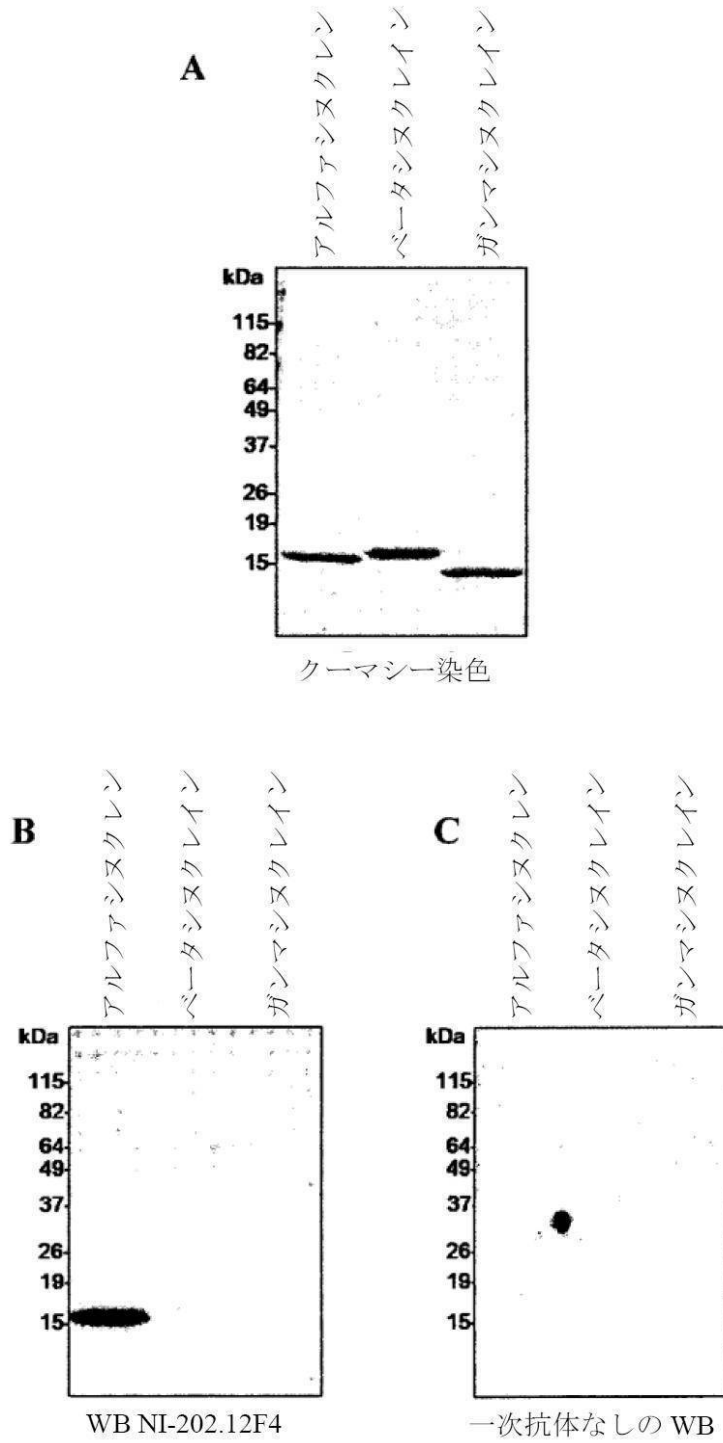 A
アルファシヌクレン
ベータシヌクレイン
ガンマシヌクレイン
kDa
115
82
64
49
37
26
19
15
クーマシー染色
B
アルファシヌクレン
ベータシヌクレイン
ガンマシヌクレイン
kDa
115
82
64
49
37
26
19
15
WB NI-202.12F4
C
アルファシヌクレン
ベータシヌクレイン
ガンマシヌクレイン
kDa
115
82
64
49
37
26
19
15
一次抗体なしの WB